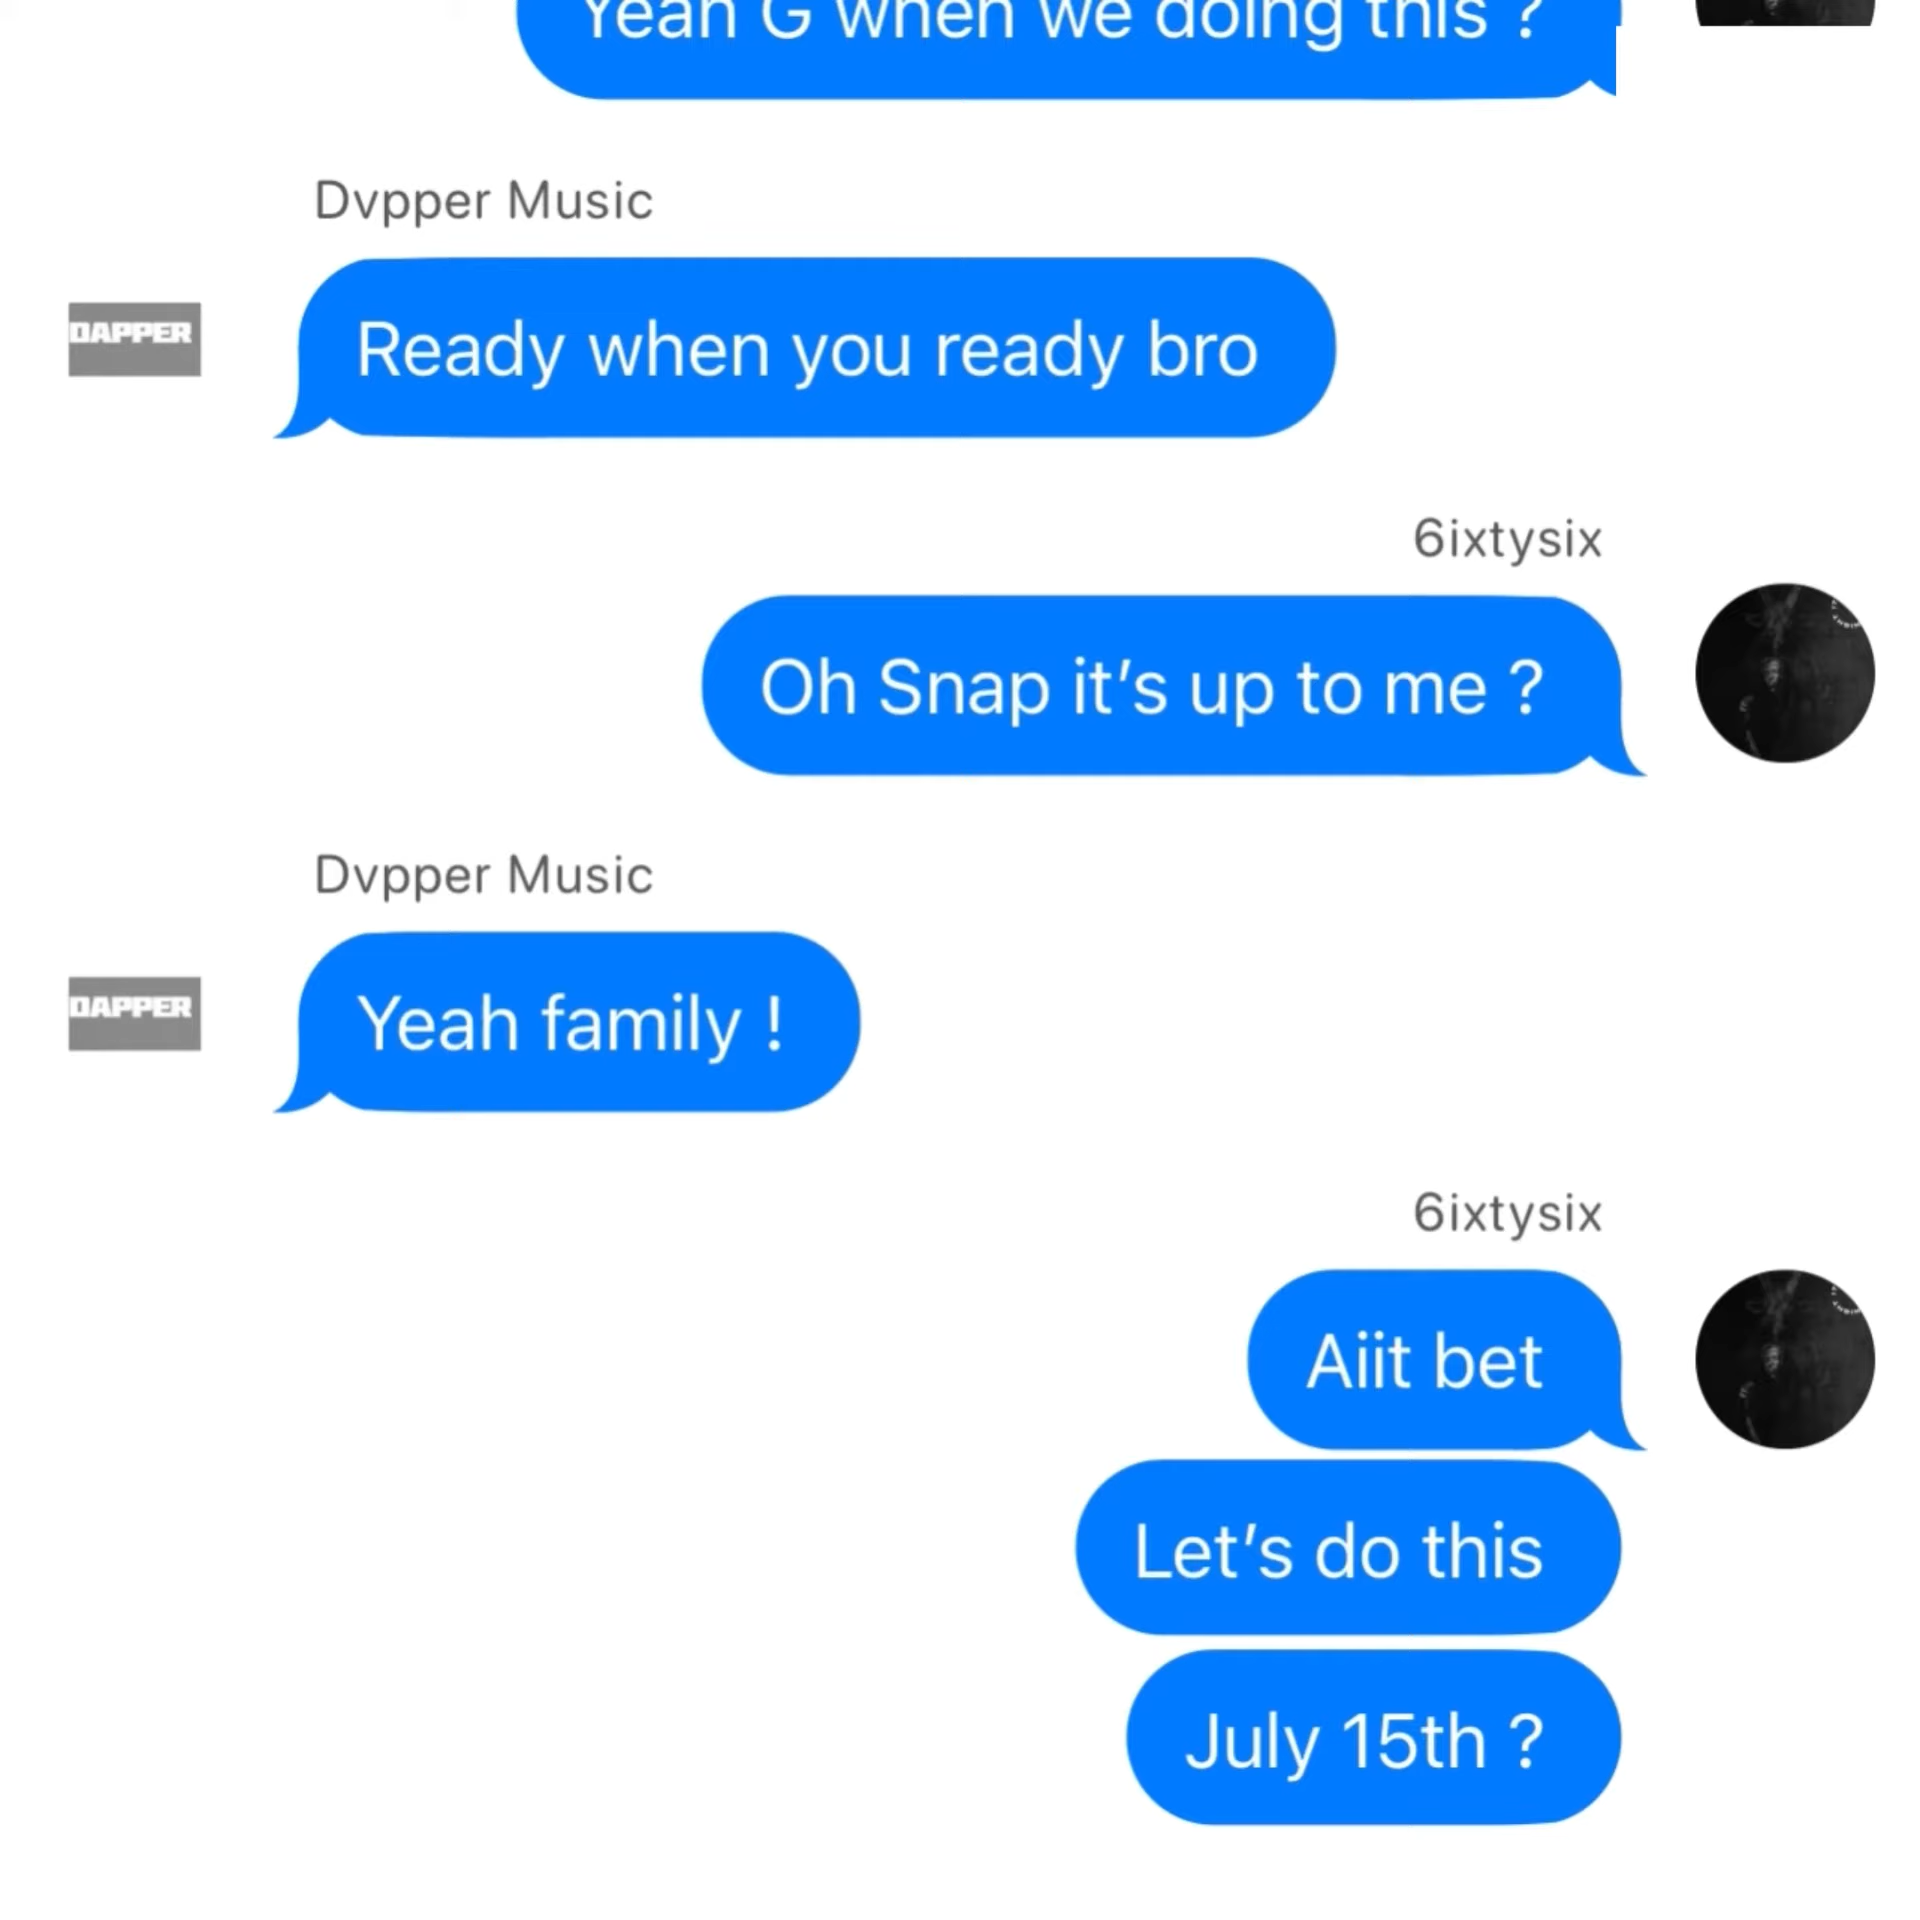 Yeah G when we doing this ?
Dvpper Music
DAPPER
Ready when you ready bro
6ixtysix
Oh Snap it’s up to me ?
Dvpper Music
DAPPER
Yeah family !
6ixtysix
Aiit bet
Let’s do this
July 15th ?